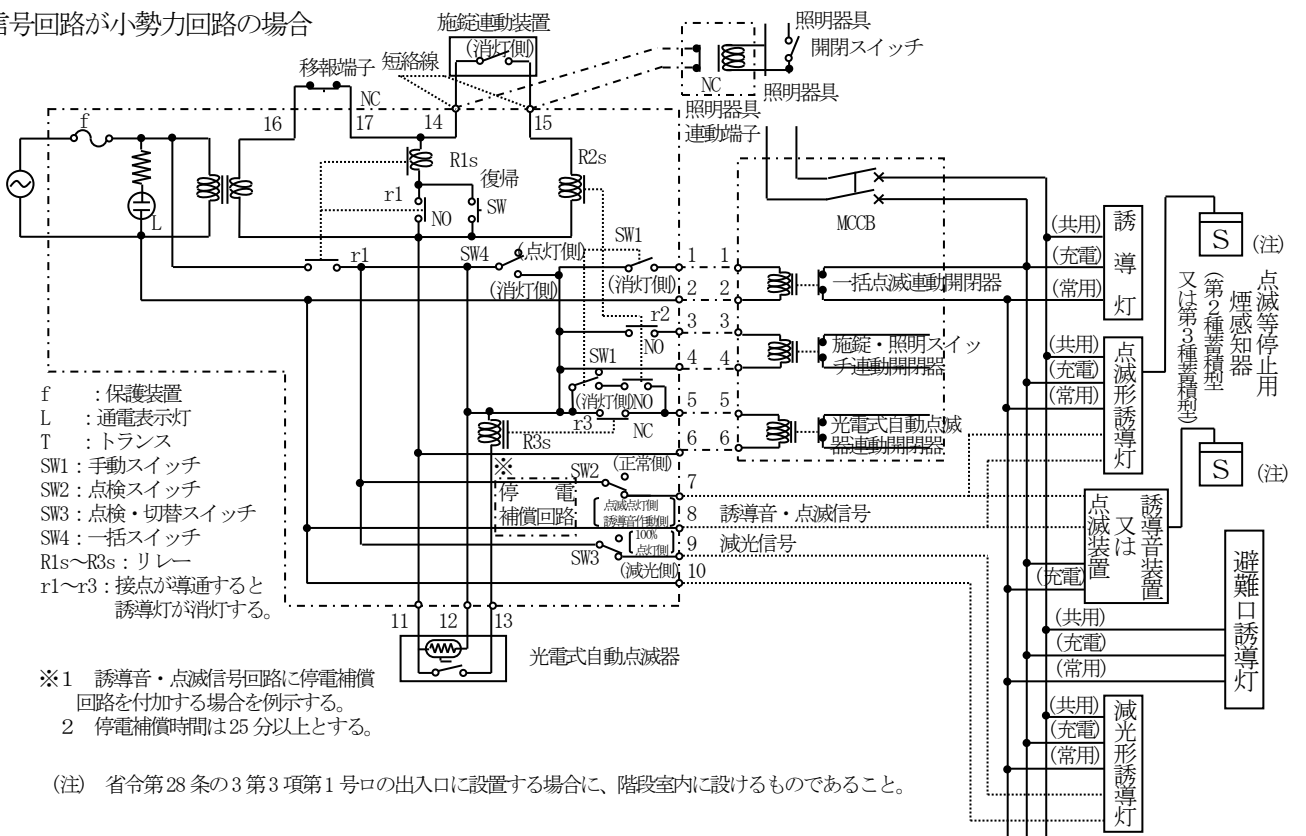 信号回路が小勢力回路の場合
施錠連動装置
(消灯側)
移報端子
短絡線
NC
照明器具
開閉スイッチ
NC
照明器具
照明器具
連動端子
f
16
17
14
15
R1s
R2s
復帰
SW
r1
NO
L
r1
SW4
(点灯側)
(消灯側)
SW1
(消灯側)
1
1
2
2
r2
NO
3
3
4
4
SW1
(消灯側)
NO
5
5
r3
NC
6
6
R3s
MCCB
一括点滅連動開閉器
施錠・照明スイッ
チ連動開閉器
光電式自動点滅
器連動開閉器
※
停電
補償回路
SW2
(正常側)
点滅点灯側
誘導音作動側
7
8
誘導音・点滅信号
SW3
100%
点灯側
(減光側)
9
減光信号
10
11
12
13
光電式自動点滅器
(共用)
(充電)
(常用)
誘導灯
S
(注)
点滅等停止用
煙感知器
(第2種蓄積型
又は第3種蓄積型)
(共用)
(充電)
(常用)
点滅形誘導灯
S
(注)
誘導音装置
又は
点滅装置
(充電)
(共用)
(充電)
(常用)
避難口誘導灯
(共用)
(充電)
(常用)
減光形誘導灯
f :保護装置
L :通電表示灯
T :トランス
SW1:手動スイッチ
SW2:点検スイッチ
SW3:点検・切替スイッチ
SW4:一括スイッチ
R1s～R3s:リレー
r1～r3:接点が導通すると
誘導灯が消灯する。
※1 誘導音・点滅信号回路に停電補償
回路を付加する場合を例示する。
2 停電補償時間は25分以上とする。
(注) 省令第28条の3第3項第1号ロの出入口に設置する場合に、階段室内に設けるものであること。